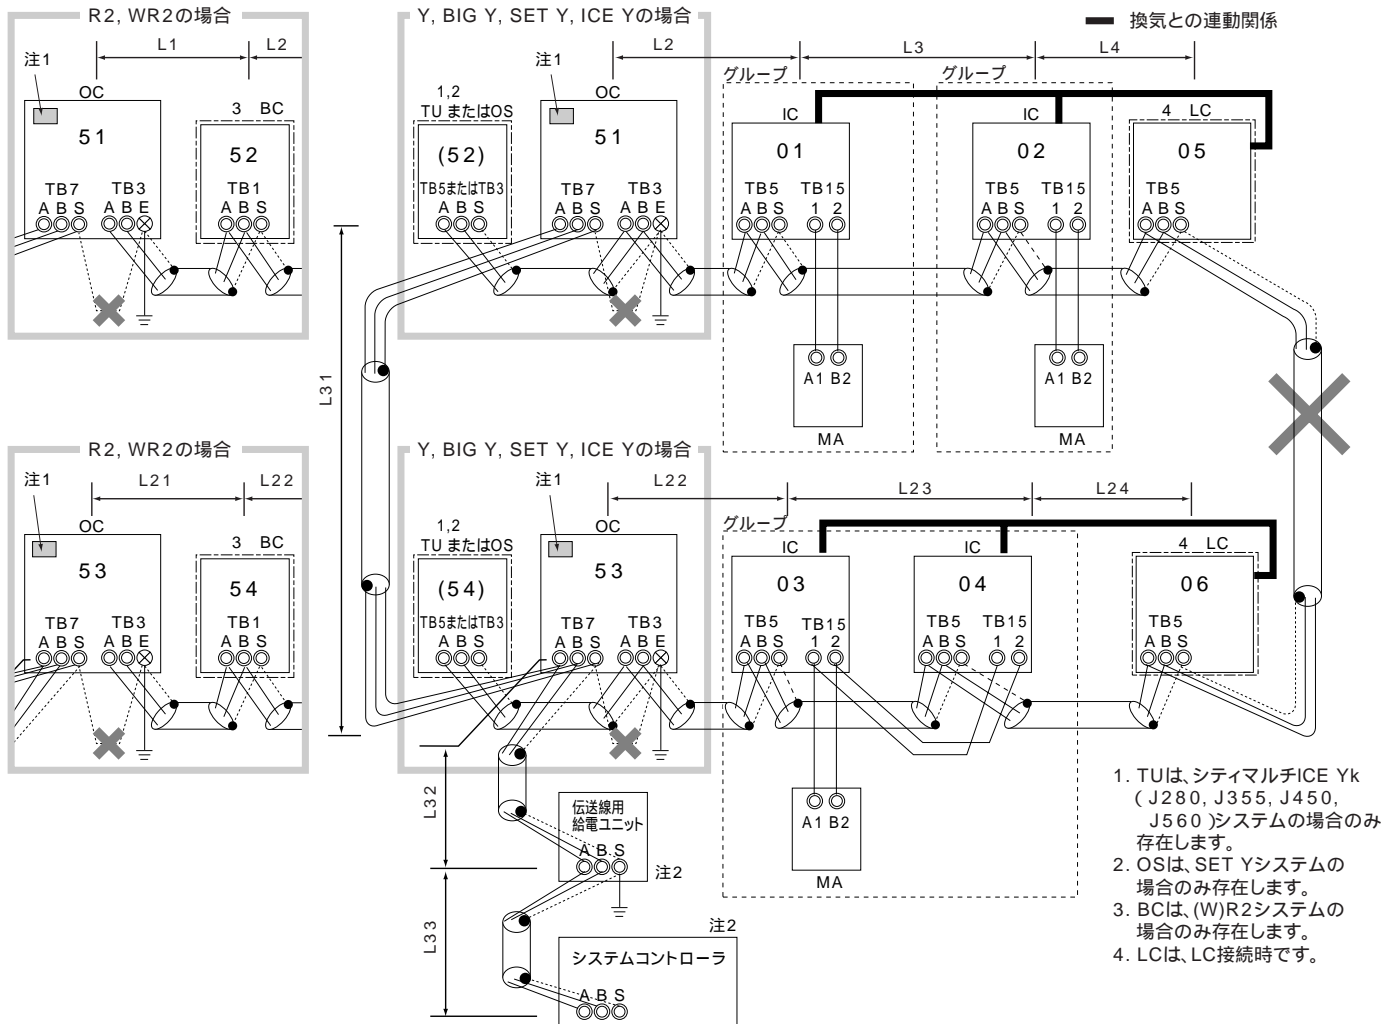 R2, WR2の場合
Y, BIG Y, SET Y, ICE Yの場合
換気との連動関係
L1
L2
L2
L3
L4
注1
OC
51
TB7
A B S
TB3
A B E
3 BC
52
TB1
A B S
1,2
TU またはOS
(52)
TB5またはTB3
A B S
注1
OC
51
TB7
A B S
TB3
A B E
グループ
IC
01
TB5
A B S
TB15
1 2
A1 B2
MA
グループ
IC
02
TB5
A B S
TB15
1 2
A1 B2
MA
4 LC
05
TB5
A B S
L31
R2, WR2の場合
Y, BIG Y, SET Y, ICE Yの場合
L21
L22
L22
L23
L24
注1
OC
53
TB7
A B S
TB3
A B E
3 BC
54
TB1
A B S
1,2
TU またはOS
(54)
TB5またはTB3
A B S
注1
OC
53
TB7
A B S
TB3
A B E
グループ
IC
03
TB5
A B S
TB15
1 2
IC
04
TB5
A B S
TB15
1 2
4 LC
06
TB5
A B S
A1 B2
MA
L32
伝送線用
給電ユニット
A B S
注2
L33
注2
システムコントローラ
A B S
1. TUは、シティマルチICE Yk
( J280, J355, J450,
J560 )システムの場合のみ
存在します。
2. OSは、SET Yシステムの
場合のみ存在します。
3. BCは、(W)R2システムの
場合のみ存在します。
4. LCは、LC接続時です。